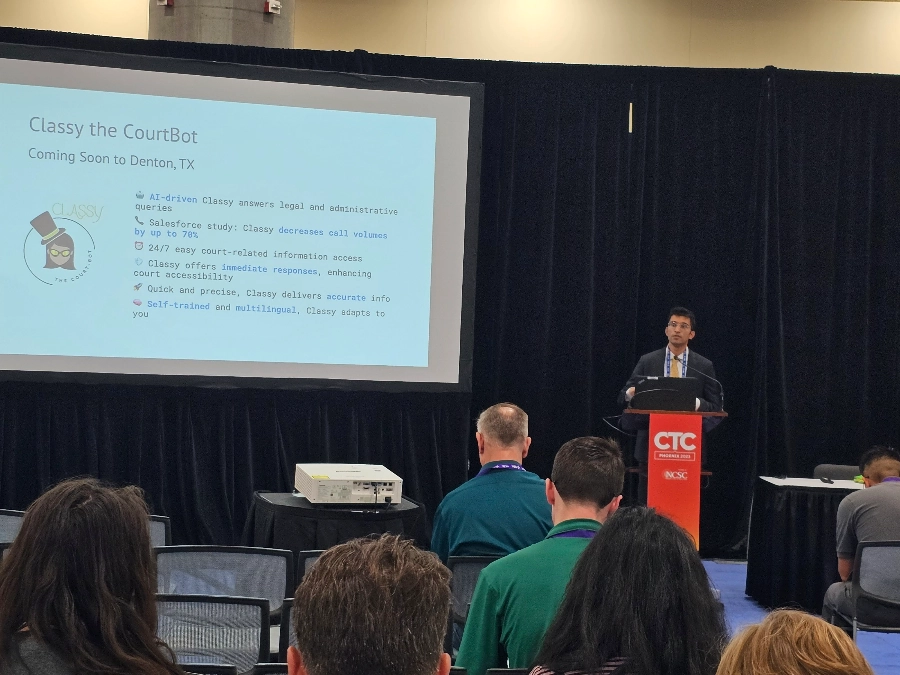 Classy the CourtBot
Coming Soon to Denton, TX
CLASSY
THE COURT-BOT
AI-driven Classy answers legal and administrative
queries
Salesforce study: Classy decreases call volumes
by up to 70%
24/7 easy court-related information access
Classy offers immediate responses, enhancing
court accessibility
Quick and precise, Classy delivers accurate info
Self-trained and multilingual, Classy adapts to
you
CTC
PHOENIX 2023
NCSC